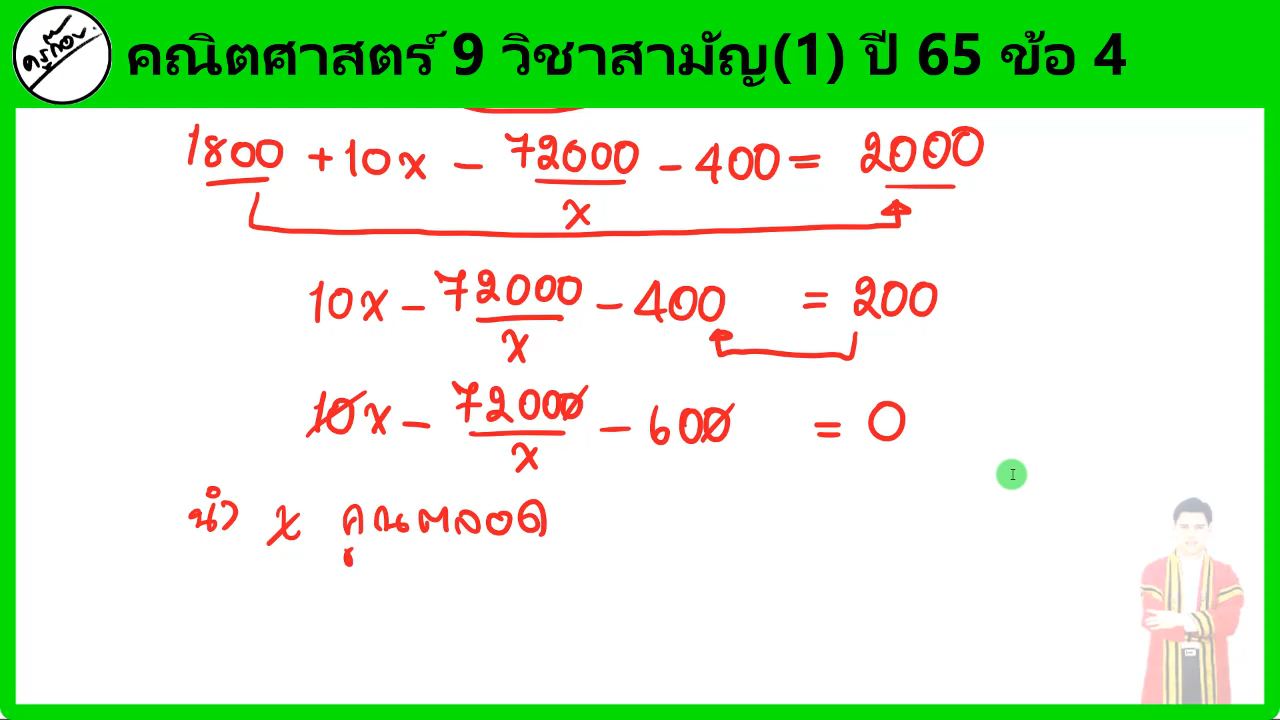 ครูก๊อบ
คณิตศาสตร์ 9 วิชาสามัญ(1) ปี 65 ข้อ 4
1800 + 10x - 72000/x - 400 = 2000
10x - 72000/x - 400 = 200
10x - 72000/x - 600 = 0
นำ x คูณตลอด